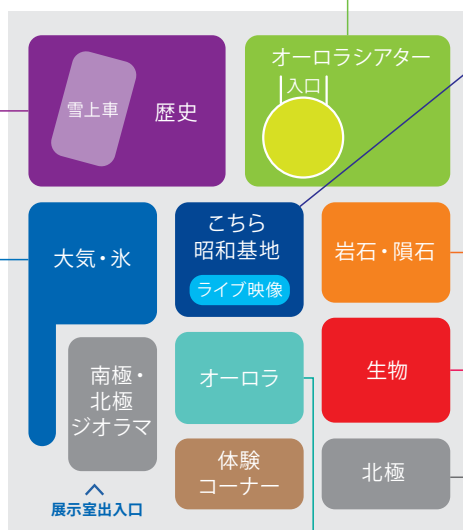 オーロラシアター
入口
雪上車
歴史
大気・氷
こちら
昭和基地
ライブ映像
岩石・隕石
南極・
北極
ジオラマ
オーロラ
生物
体験
コーナー
北極
展示室出入口